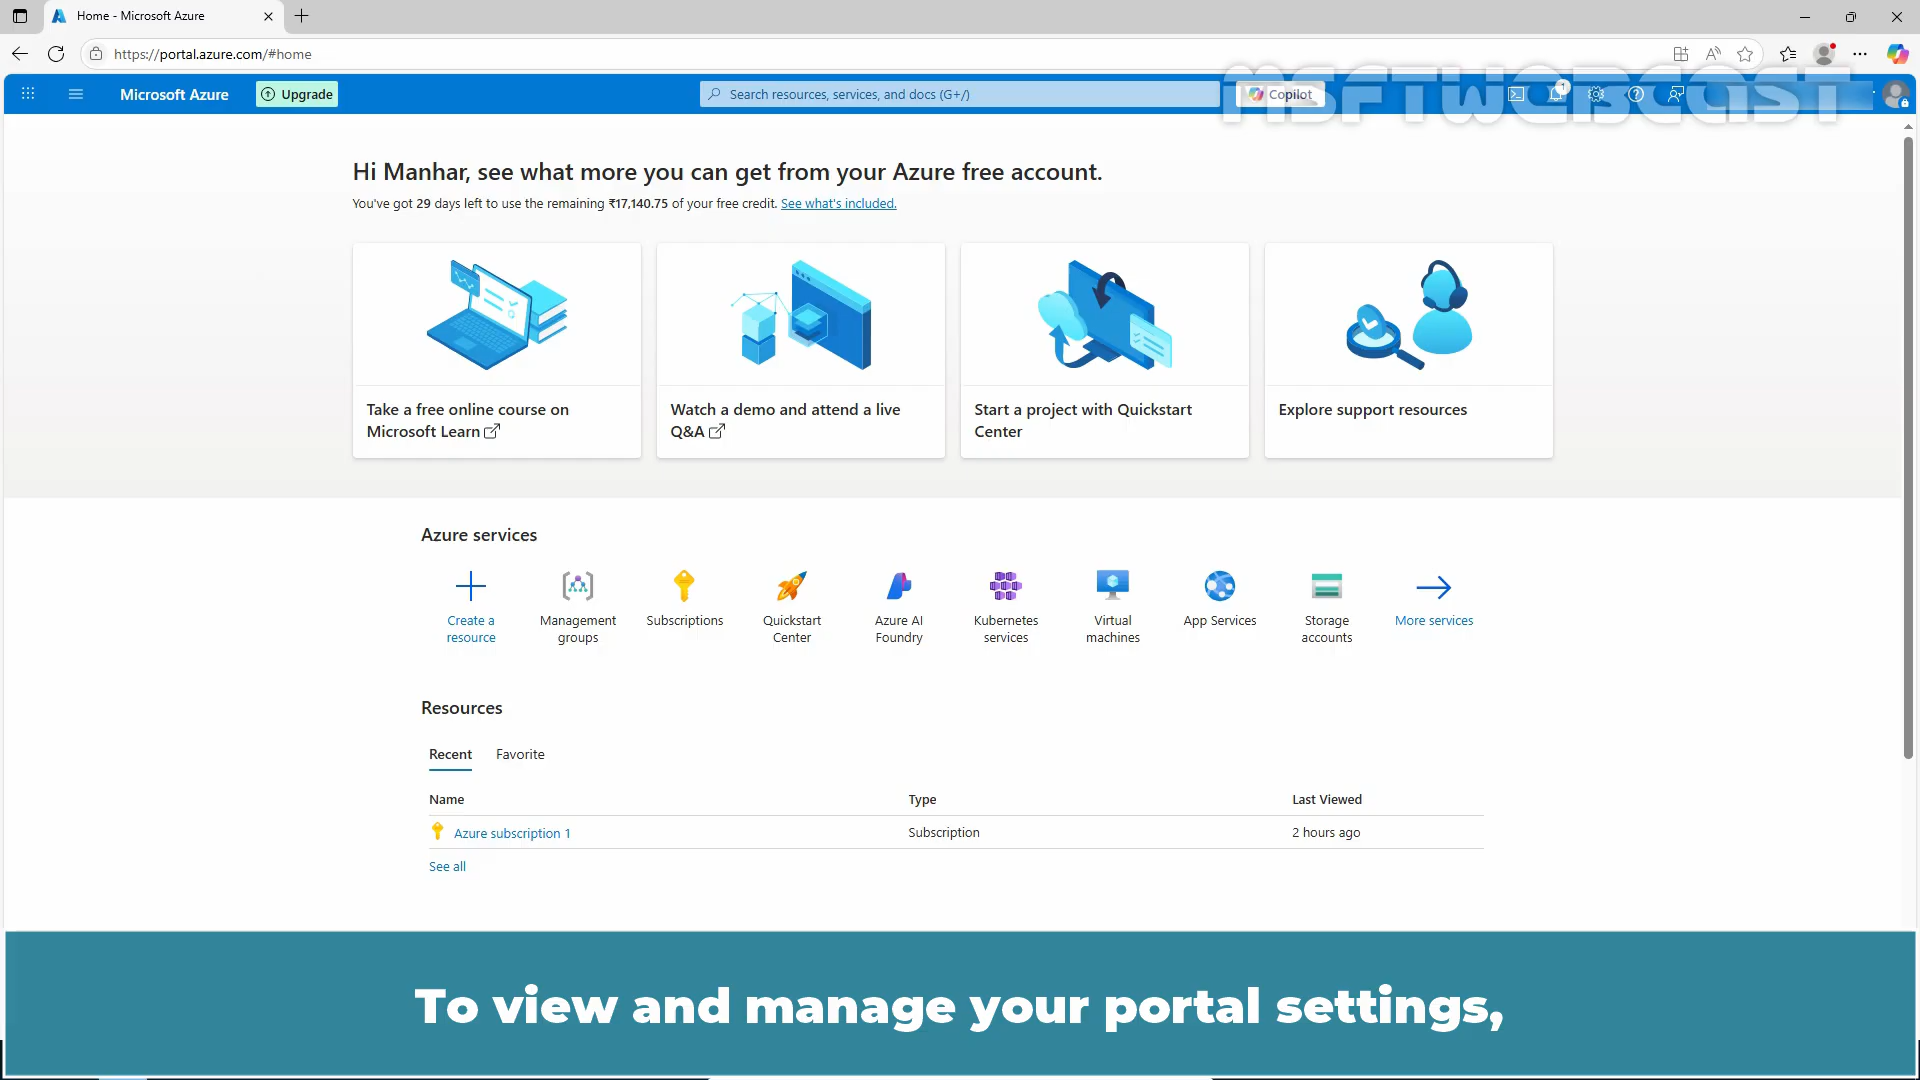 Home - Microsoft Azure
https://portal.azure.com/#home
Microsoft Azure
Upgrade
Search resources, services, and docs (G+/)
Copilot
1
MSFTWEBCAST
Hi Manhar, see what more you can get from your Azure free account.
You've got 29 days left to use the remaining ₹17,140.75 of your free credit. See what's included.
Take a free online course on
Microsoft Learn
Watch a demo and attend a live
Q&A
Start a project with Quickstart
Center
Explore support resources
Azure services
Create a
resource
Management
groups
Subscriptions
Quickstart
Center
Azure AI
Foundry
Kubernetes
services
Virtual
machines
App Services
Storage
accounts
More services
Resources
Recent
Favorite
Name
Type
Last Viewed
Azure subscription 1
Subscription
2 hours ago
See all
To view and manage your portal settings,